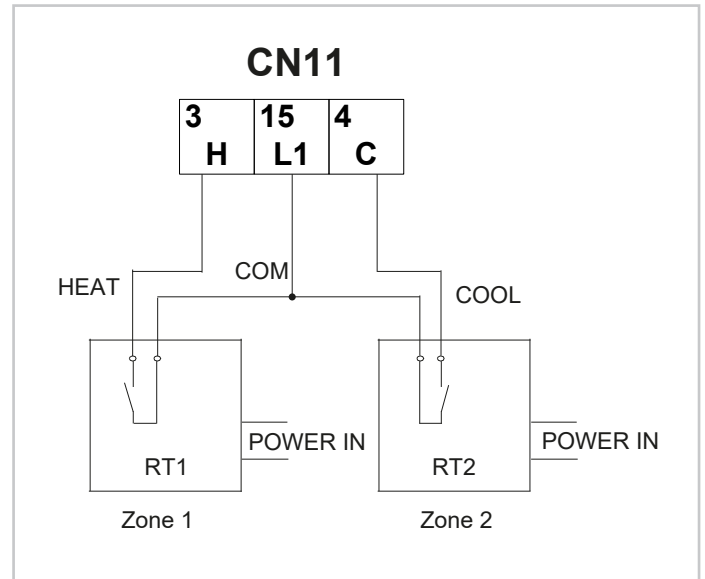 CN11
3 15 4
H L1 C
HEAT COM COOL
POWER IN POWER IN
RT1 RT2
Zone 1 Zone 2